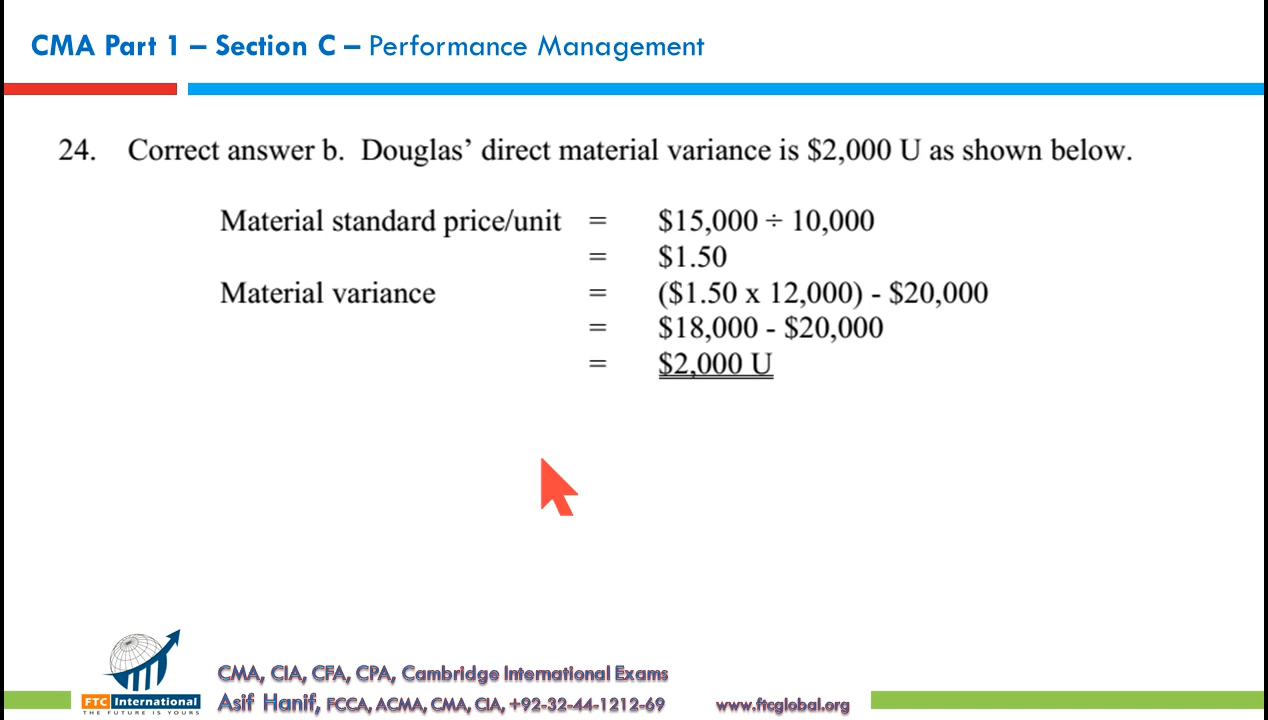 CMA Part 1 – Section C – Performance Management
24. Correct answer b. Douglas’ direct material variance is $2,000 U as shown below.
Material standard price/unit = $15,000 ÷ 10,000
= $1.50
Material variance = ($1.50 x 12,000) - $20,000
= $18,000 - $20,000
= $2,000 U
FTC International
THE FUTURE IS YOURS
CMA, CIA, CFA, CPA, Cambridge International Exams
Asif Hanif, FCCA, ACMA, CMA, CIA, +92-32-44-1212-69 www.ftcglobal.org